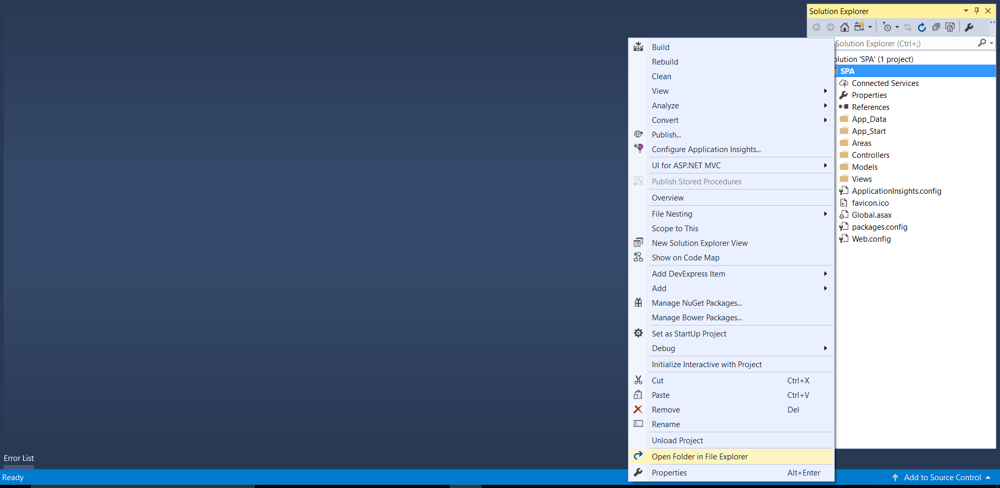 Solution Explorer
Solution Explorer (Ctrl+;)
olution 'SPA' (1 project)
SPA
Connected Services
Properties
References
App_Data
App_Start
Areas
Controllers
Models
Views
ApplicationInsights.config
favicon.ico
Global.asax
packages.config
Web.config
Build
Rebuild
Clean
View
Analyze
Convert
Publish...
Configure Application Insights...
UI for ASP.NET MVC
Publish Stored Procedures
Overview
File Nesting
Scope to This
New Solution Explorer View
Show on Code Map
Add DevExpress Item
Add
Manage NuGet Packages...
Manage Bower Packages...
Set as StartUp Project
Debug
Initialize Interactive with Project
Cut Ctrl+X
Paste Ctrl+V
Remove Del
Rename
Unload Project
Open Folder in File Explorer
Properties Alt+Enter
Error List
Ready
Add to Source Control